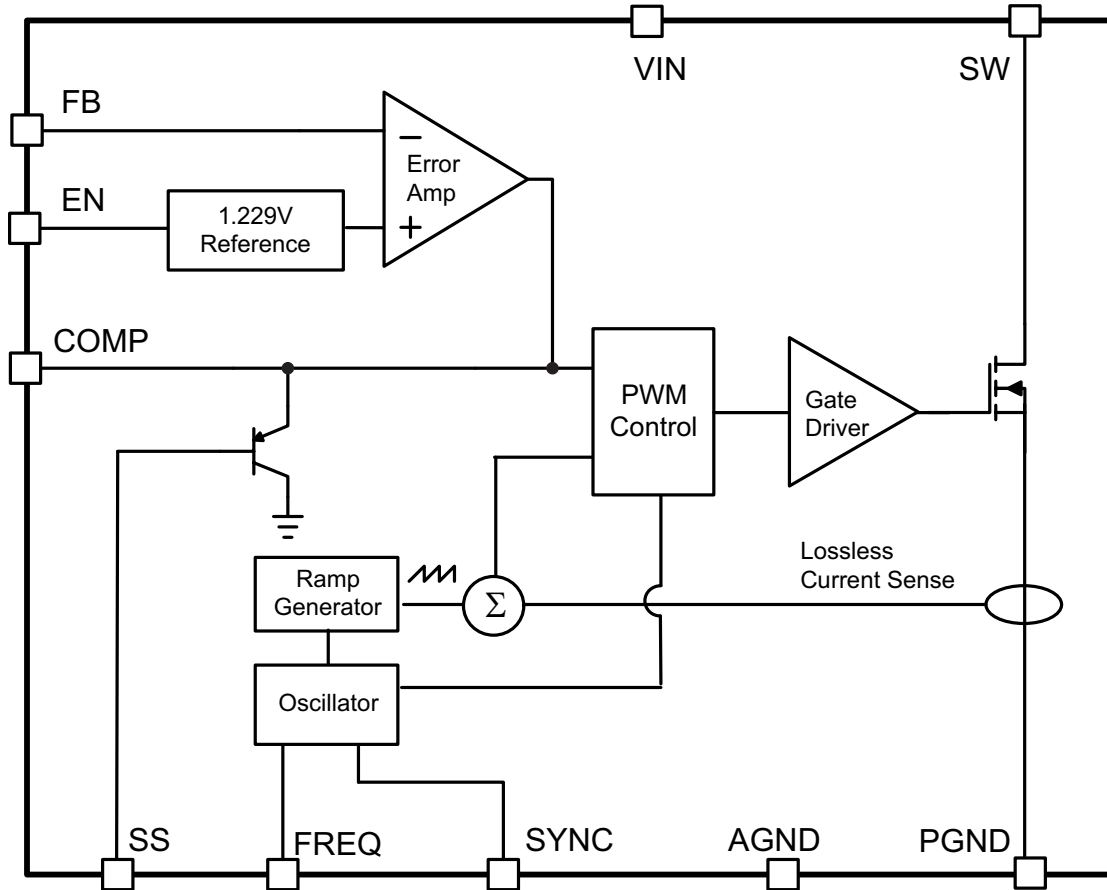 VIN
SW
FB
−
Error
Amp
EN
1.229V
Reference
+
COMP
PWM
Control
Gate
Driver
Lossless
Current Sense
Ramp
Generator
Σ
Oscillator
SS
FREQ
SYNC
AGND
PGND